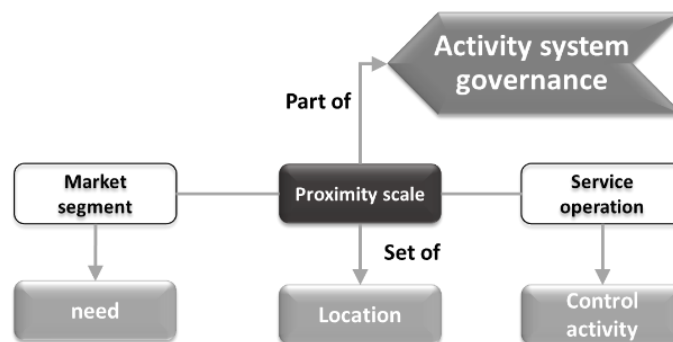 Activity system
governance
Part of
Market
segment
Proximity scale
Service
operation
Set of
need
Location
Control
activity